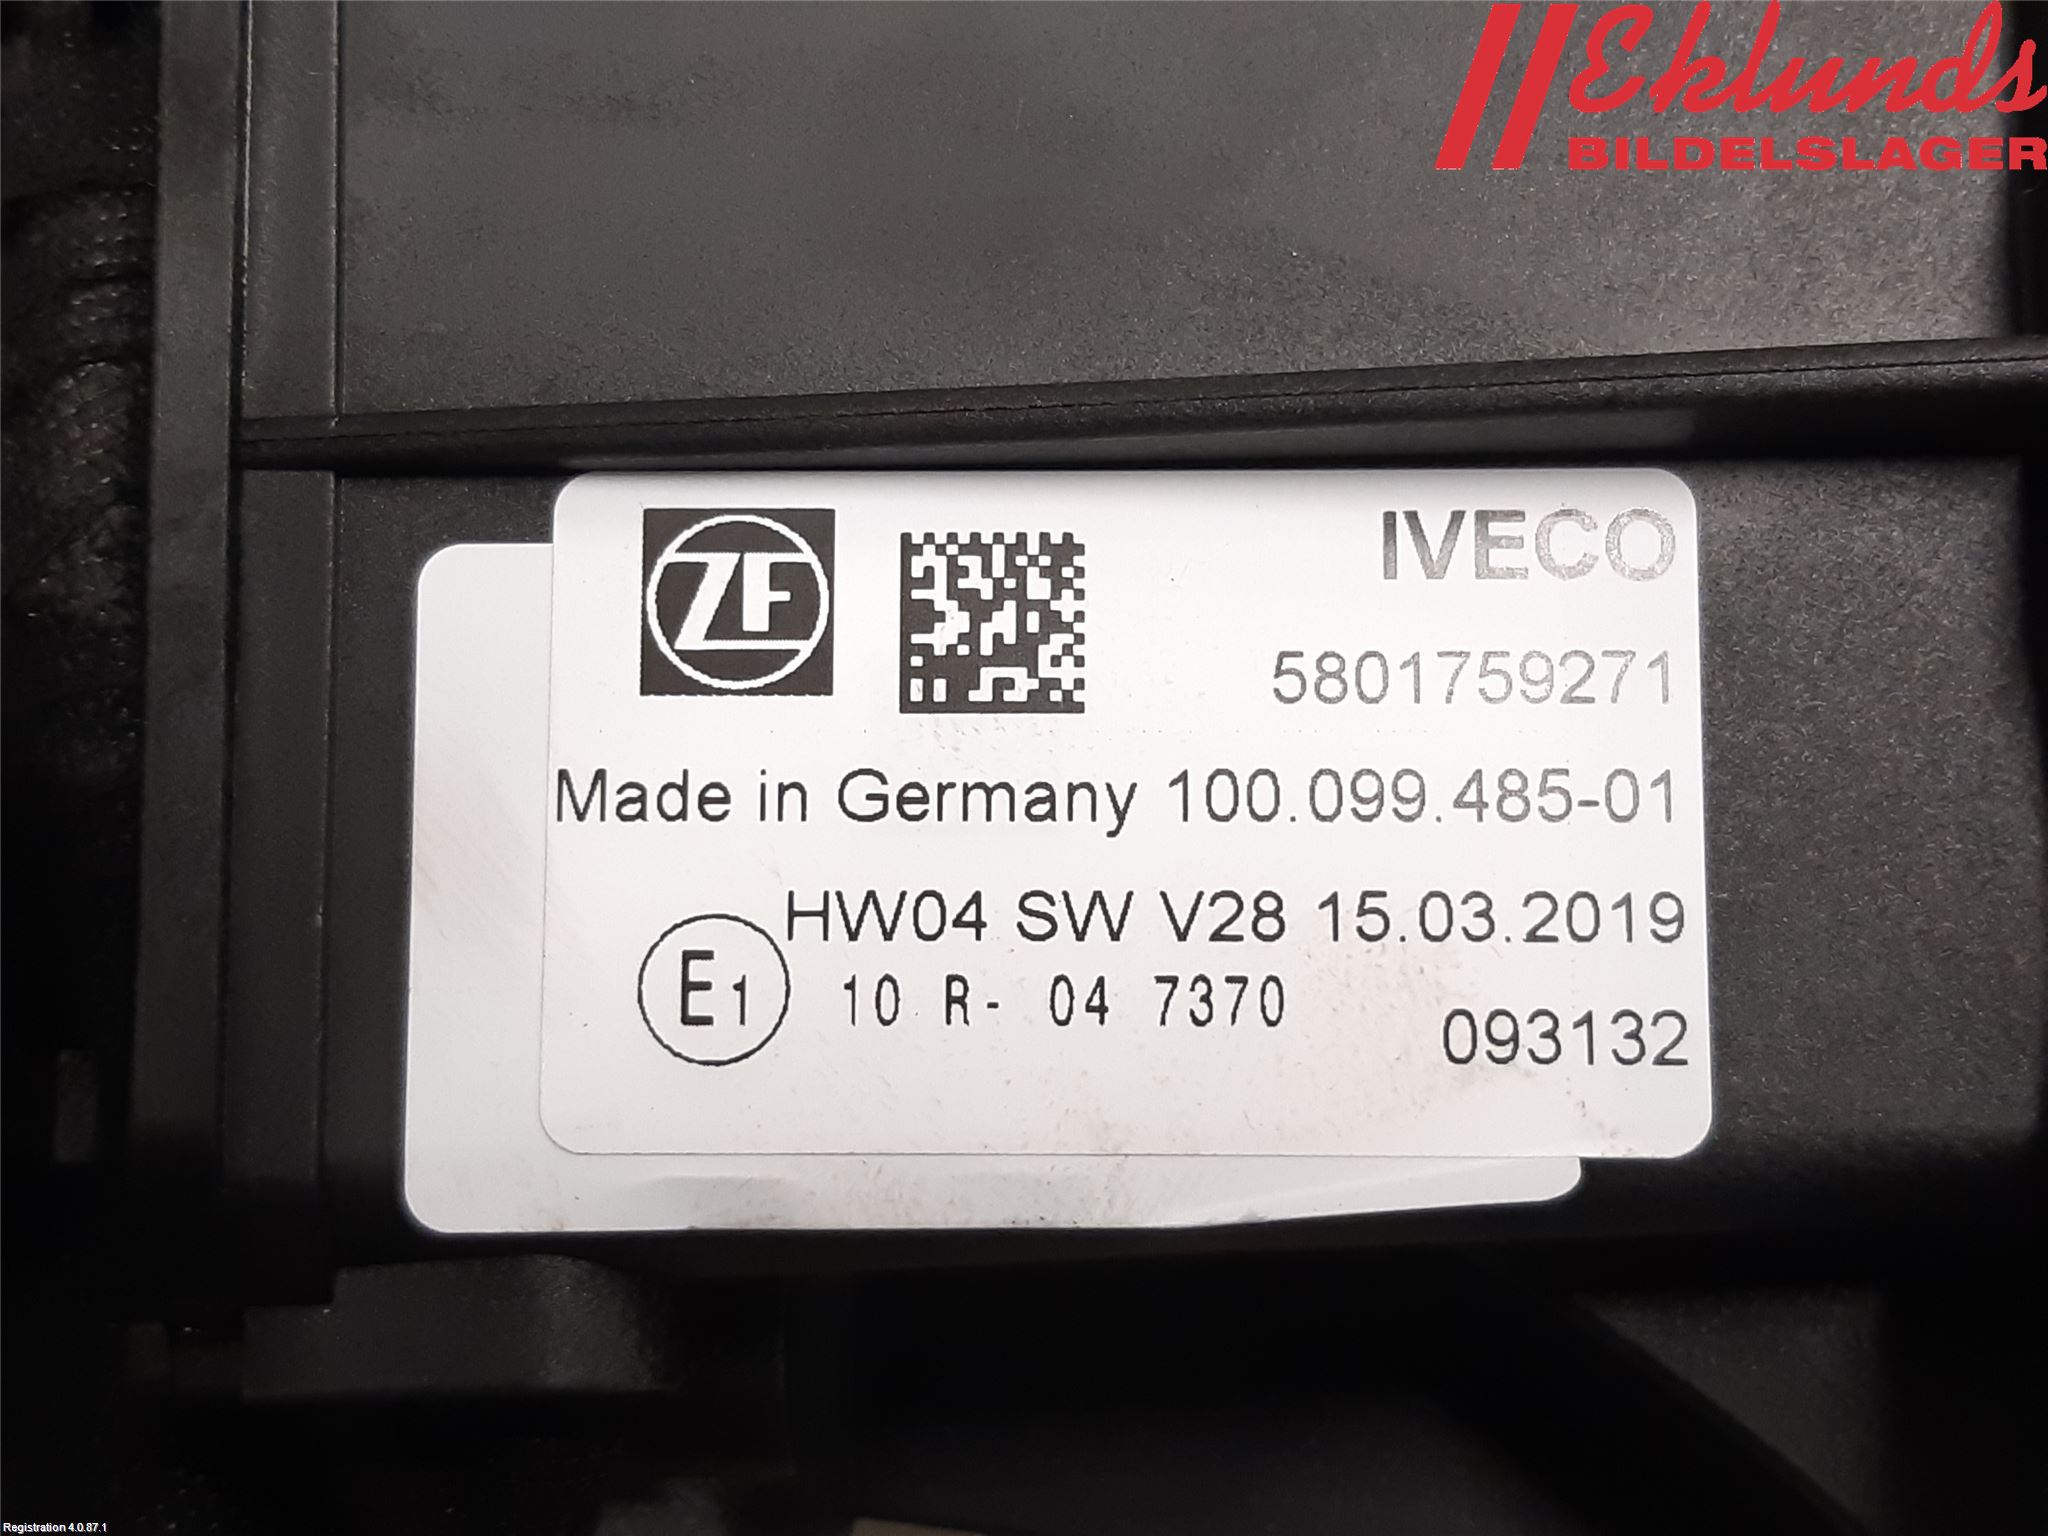 Eklunds
BILDELSLAGER
ZF
IVECO
5801759271
Made in Germany 100.099.485-01
HW04 SW V28 15.03.2019
E1 10 R- 04 7370
093132
Registration 4.0.87.1